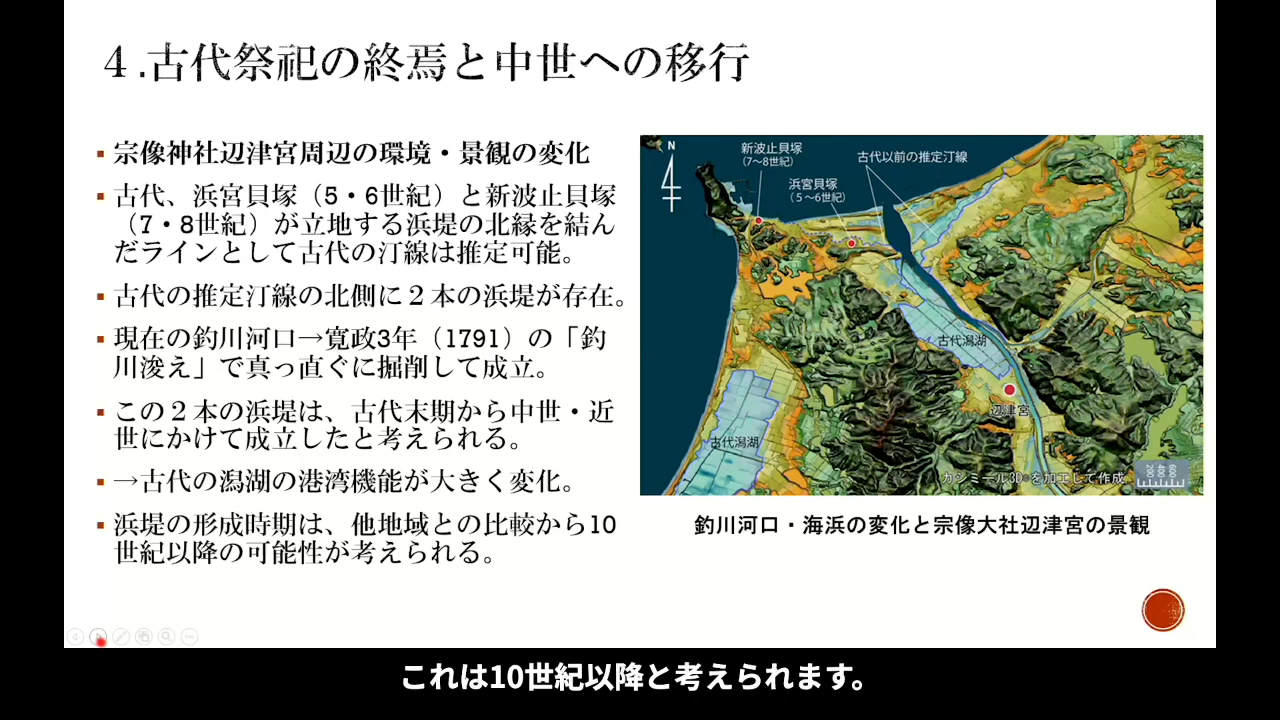 ４.古代祭祀の終焉と中世への移行
宗像神社辺津宮周辺の環境・景観の変化
古代、浜宮貝塚（5・6世紀）と新波止貝塚
（7・8世紀）が立地する浜堤の北縁を結ん
だラインとして古代の汀線は推定可能。
古代の推定汀線の北側に２本の浜堤が存在。
現在の釣川河口→寛政3年（1791）の「釣
川浚え」で真っ直ぐに掘削して成立。
この２本の浜堤は、古代末期から中世・近
世にかけて成立したと考えられる。
→古代の潟湖の港湾機能が大きく変化。
浜堤の形成時期は、他地域との比較から10
世紀以降の可能性が考えられる。
N
新波止貝塚
（7～8世紀）
浜宮貝塚
（５～6世紀）
古代以前の推定汀線
古代潟湖
辺津宮
古代潟湖
カシミール3Dを加工して作成
200
400
600
釣川河口・海浜の変化と宗像大社辺津宮の景観
これは10世紀以降と考えられます。